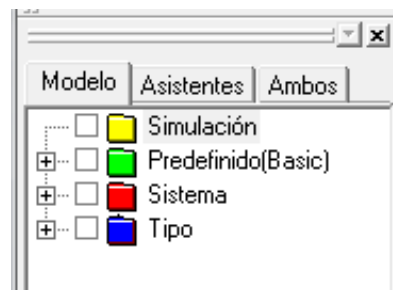 Modelo Asistentes Ambos
Simulación
Predefinido(Basic)
Sistema
Tipo